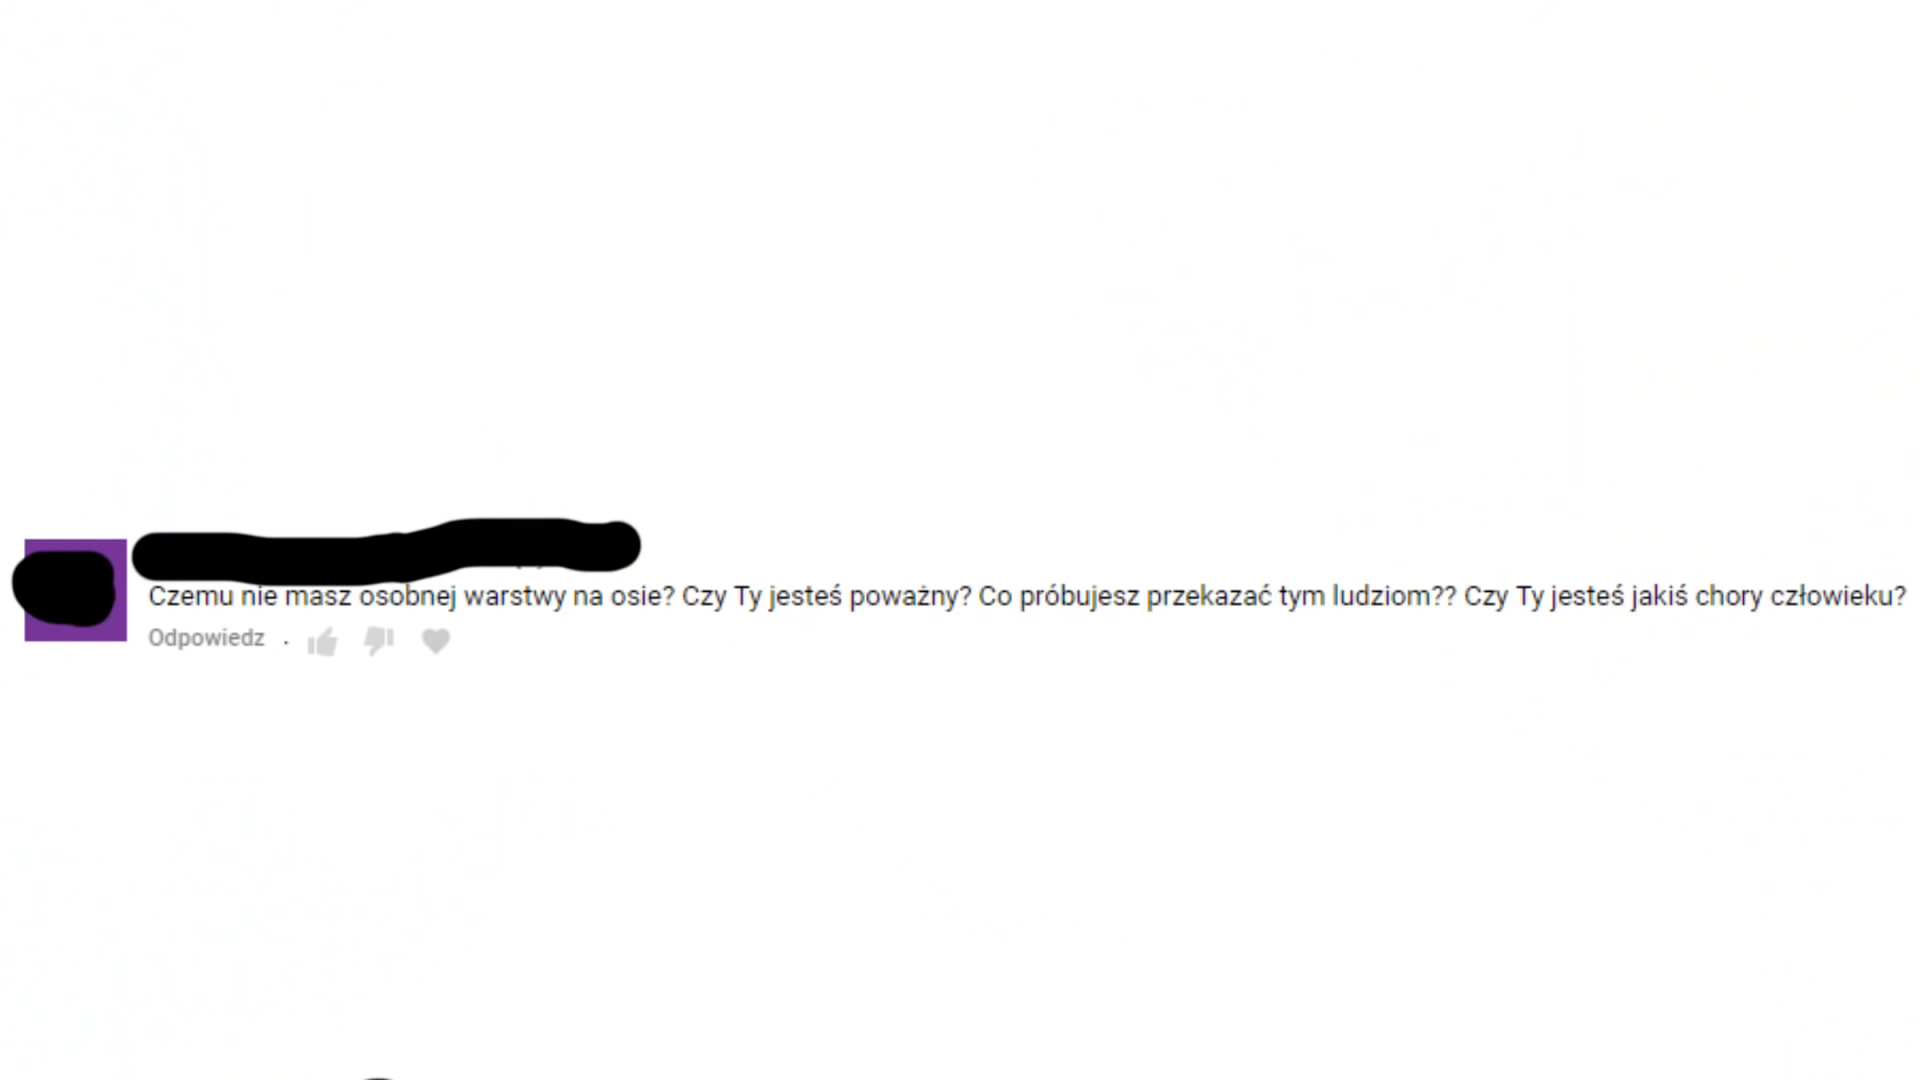 Czemu nie masz osobnej warstwy na osie? Czy Ty jesteś poważny? Co próbujesz przekazać tym ludziom?? Czy Ty jesteś jakiś chory człowieku?
Odpowiedz .